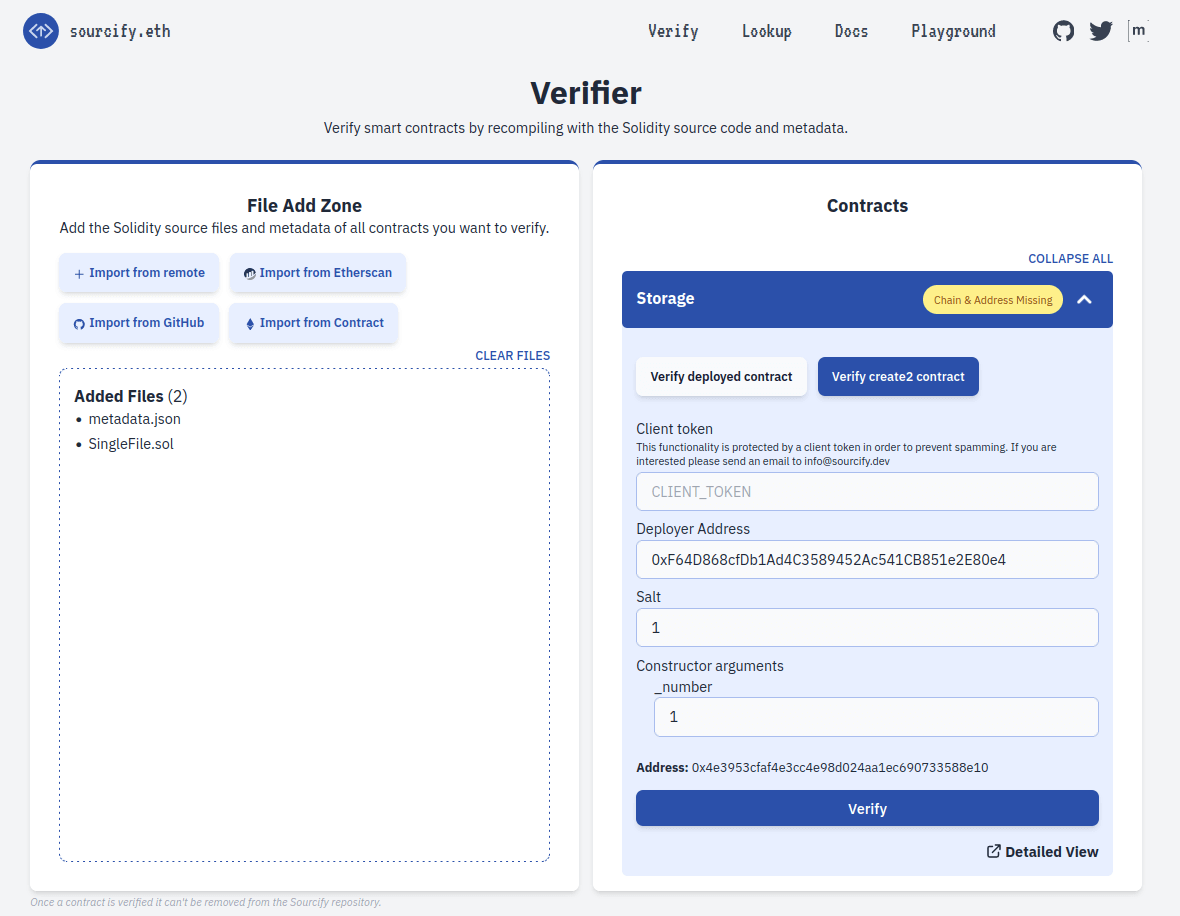 sourcify.eth
Verify Lookup Docs Playground
[m]
Verifier
Verify smart contracts by recompiling with the Solidity source code and metadata.
File Add Zone
Add the Solidity source files and metadata of all contracts you want to verify.
Import from remote Import from Etherscan
Import from GitHub Import from Contract
CLEAR FILES
Added Files (2)
• metadata.json
• SingleFile.sol
Contracts
COLLAPSE ALL
Storage Chain & Address Missing
Verify deployed contract Verify create2 contract
Client token
This functionality is protected by a client token in order to prevent spamming. If you are
interested please send an email to info@sourcify.dev
CLIENT_TOKEN
Deployer Address
0xF64D868cfDb1Ad4C3589452Ac541CB851e2E80e4
Salt
1
Constructor arguments
_number
1
Address: 0x4e3953cfaf4e3cc4e98d024aa1ec690733588e10
Verify
Detailed View
Once a contract is verified it can't be removed from the Sourcify repository.